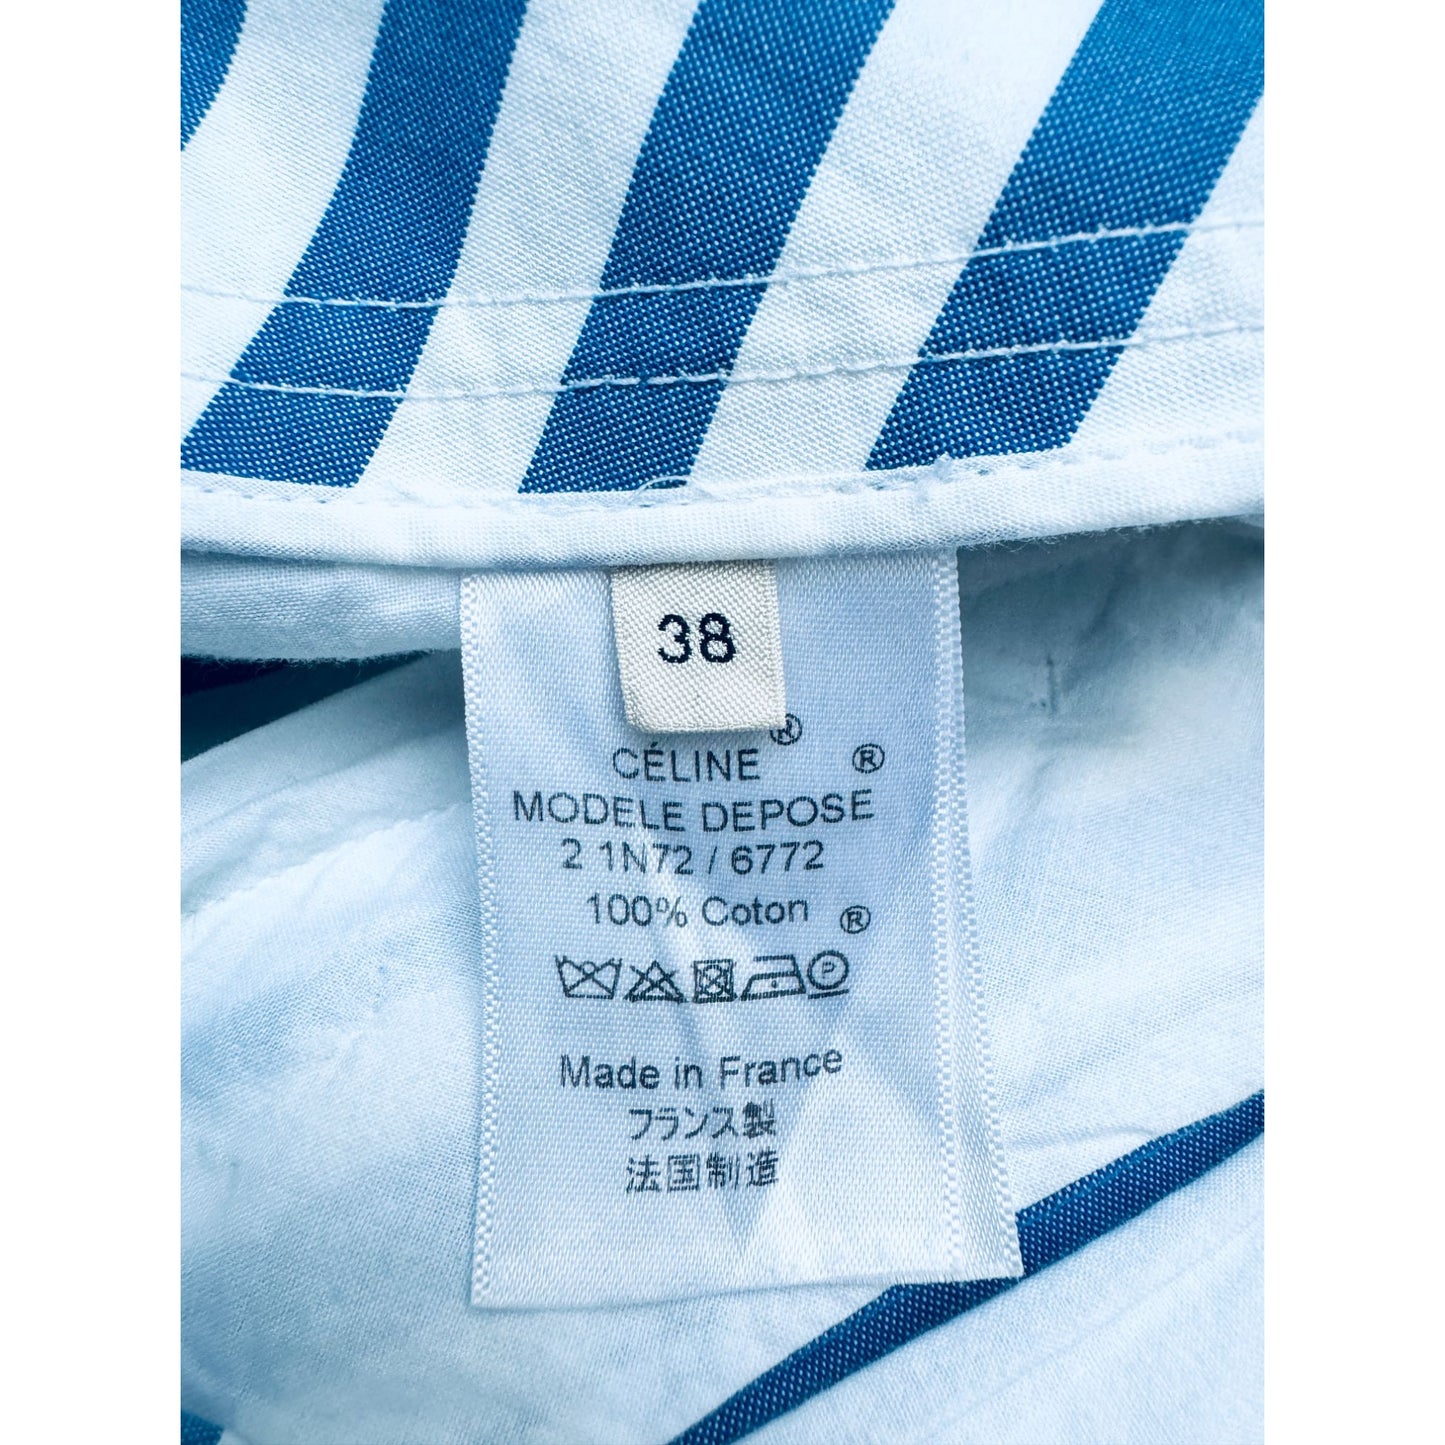 38
CÉLINE ® ®
MODELE DEPOSE
2 1N72 / 6772
100% Coton ®
P
Made in France
フランス製
法国制造